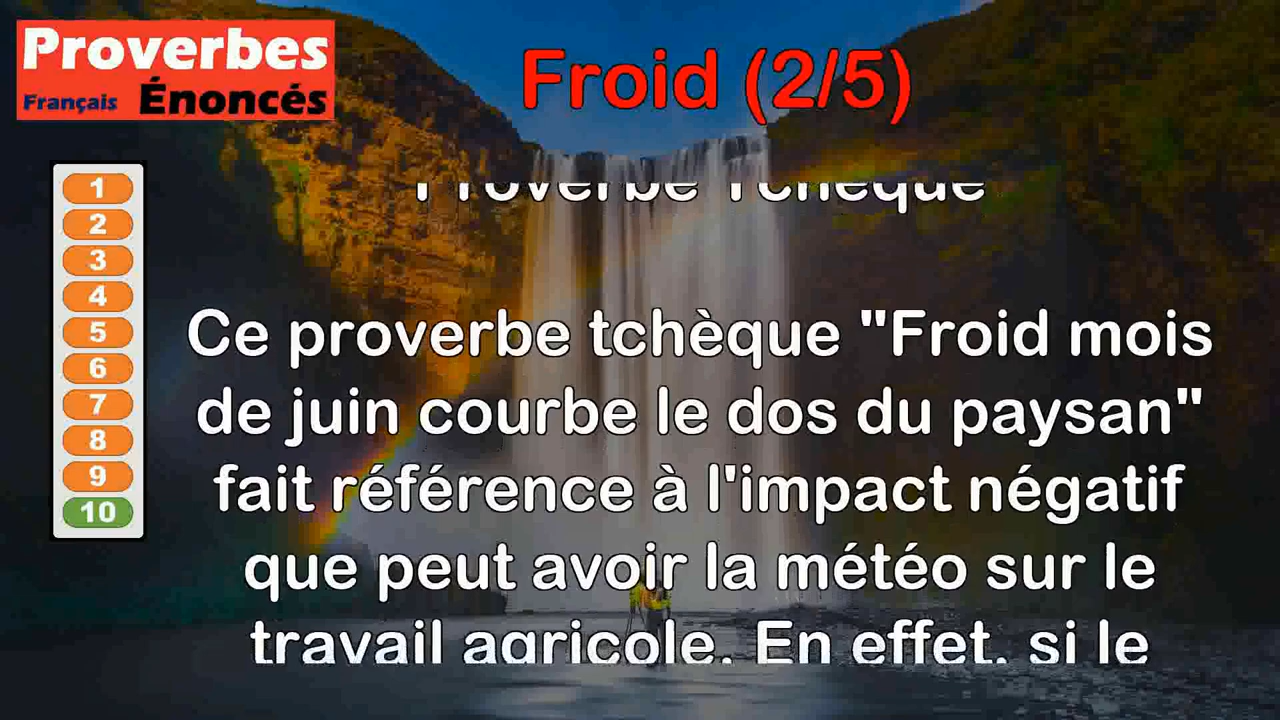 Proverbes
Français Énoncés
Froid (2/5)
1
2
3
4
5
6
7
8
9
10
Proverbe Tchèque
Ce proverbe tchèque "Froid mois
de juin courbe le dos du paysan"
fait référence à l'impact négatif
que peut avoir la météo sur le
travail agricole. En effet, si le